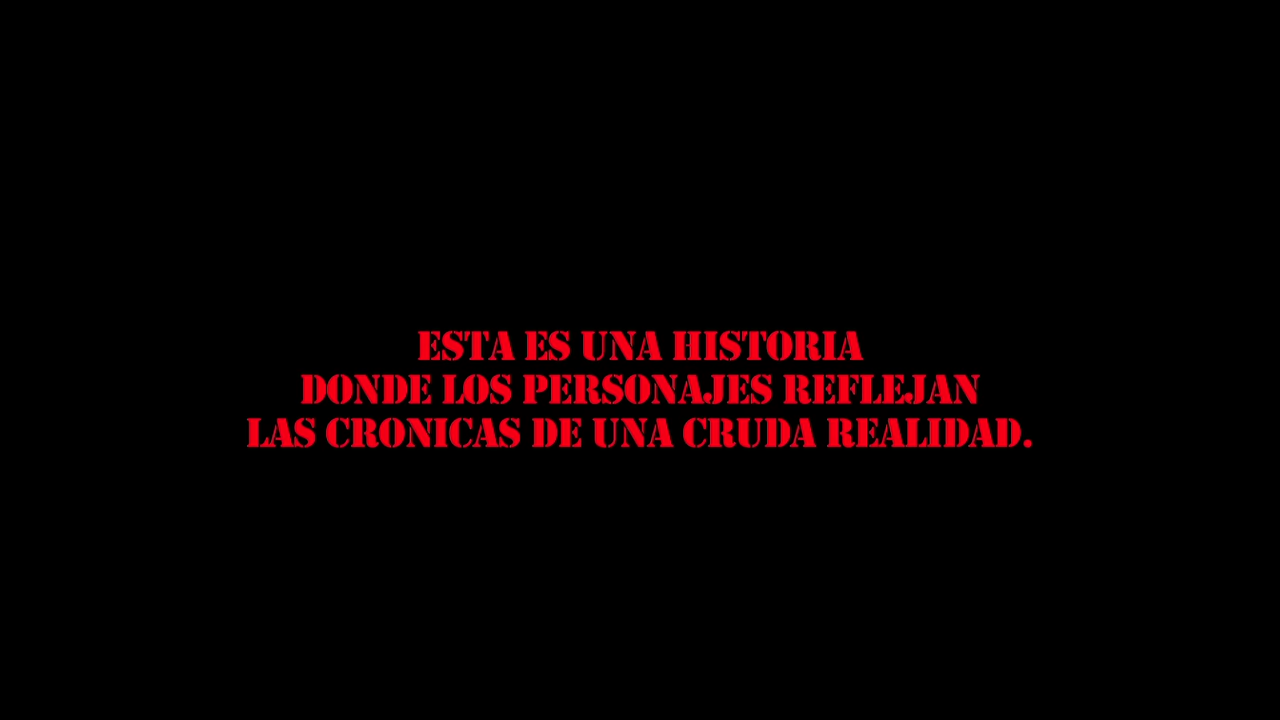 ESTA ES UNA HISTORIA
DONDE LOS PERSONAJES REFLEJAN
LAS CRONICAS DE UNA CRUDA REALIDAD.